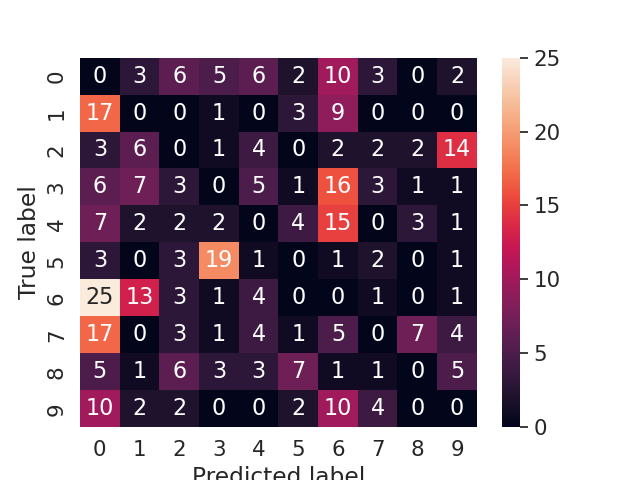 0 3 6 5 6 2 10 3 0 2
17 0 0 1 0 3 9 0 0 0
3 6 0 1 4 0 2 2 2 14
6 7 3 0 5 1 16 3 1 1
7 2 2 2 0 4 15 0 3 1
3 0 3 19 1 0 1 2 0 1
25 13 3 1 4 0 0 1 0 1
17 0 3 1 4 1 5 0 7 4
5 1 6 3 3 7 1 1 0 5
10 2 2 0 0 2 10 4 0 0
0 1 2 3 4 5 6 7 8 9
Predicted label
0 1 2 3 4 5 6 7 8 9
True label
25
20
15
10
5
0